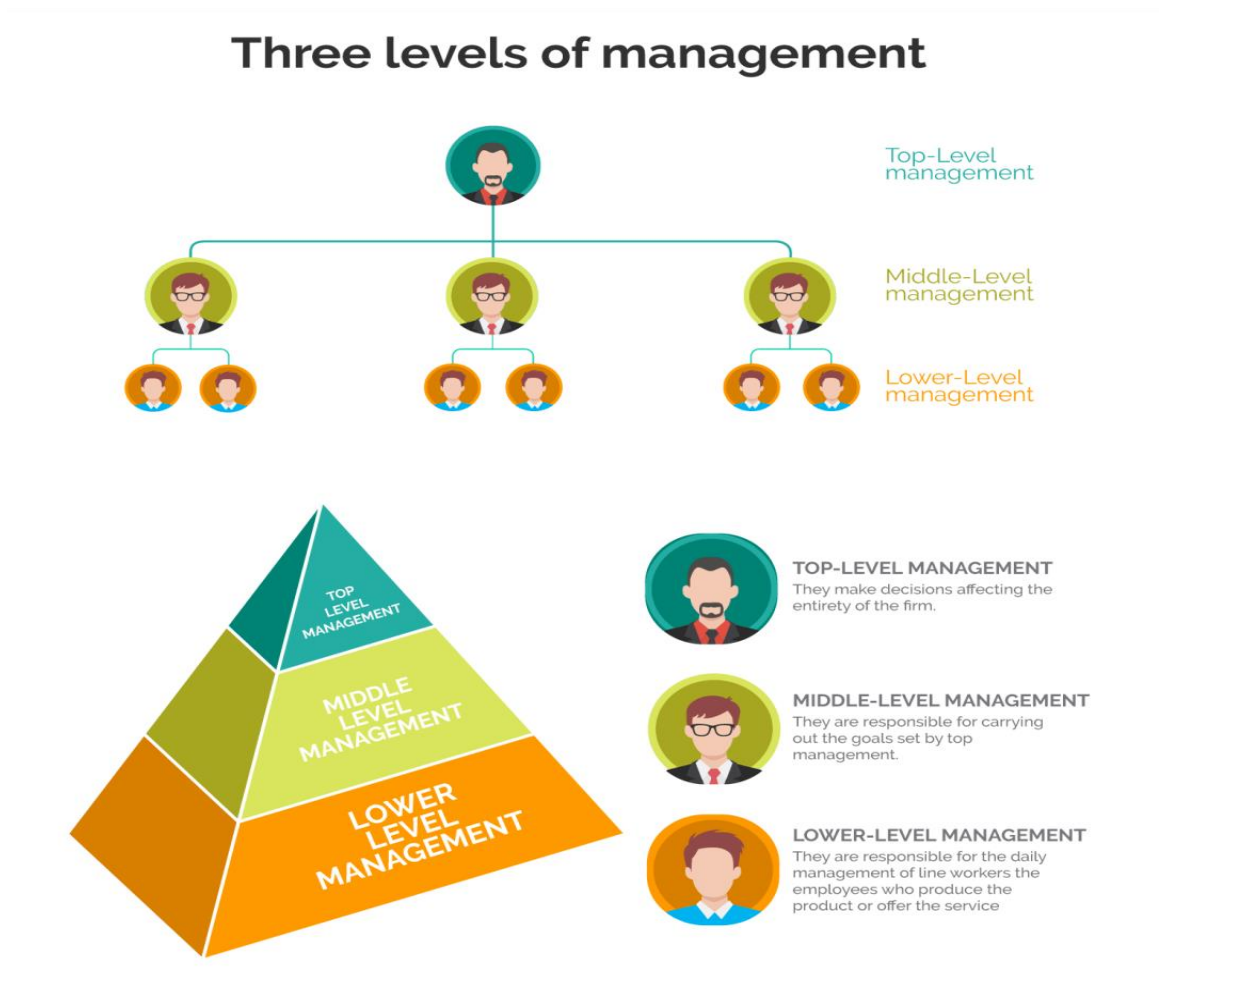 Three levels of management
Top-Level
management
Middle-Level
management
Lower-Level
management
TOP
LEVEL
MANAGEMENT
MIDDLE
LEVEL
MANAGEMENT
LOWER
LEVEL
MANAGEMENT
TOP-LEVEL MANAGEMENT
They make decisions affecting the
entirety of the firm.
MIDDLE-LEVEL MANAGEMENT
They are responsible for carrying
out the goals set by top
management.
LOWER-LEVEL MANAGEMENT
They are responsible for the daily
management of line workers the
employees who produce the
product or offer the service